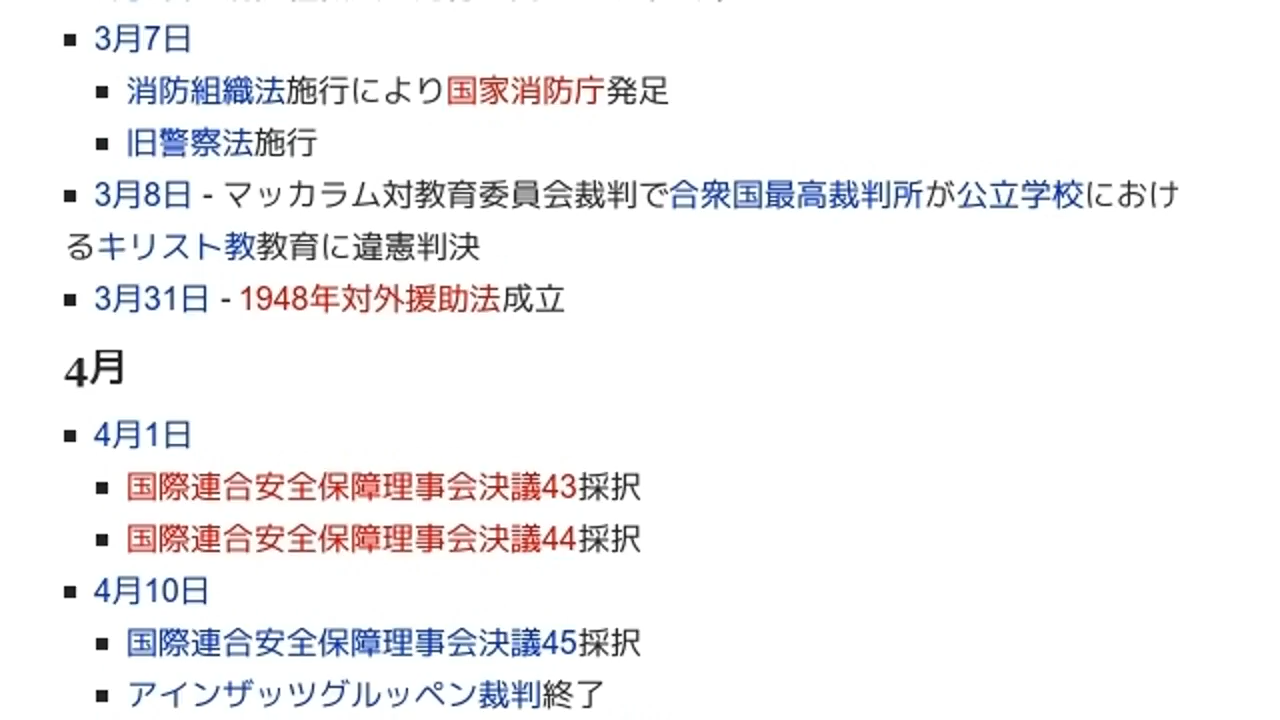 3月7日
消防組織法施行により国家消防庁発足
旧警察法施行
3月8日 - マッカラム対教育委員会裁判で合衆国最高裁判所が公立学校におけ
るキリスト教教育に違憲判決
3月31日 - 1948年対外援助法成立
4月
4月1日
国際連合安全保障理事会決議43採択
国際連合安全保障理事会決議44採択
4月10日
国際連合安全保障理事会決議45採択
アインザッツグルッペン裁判終了